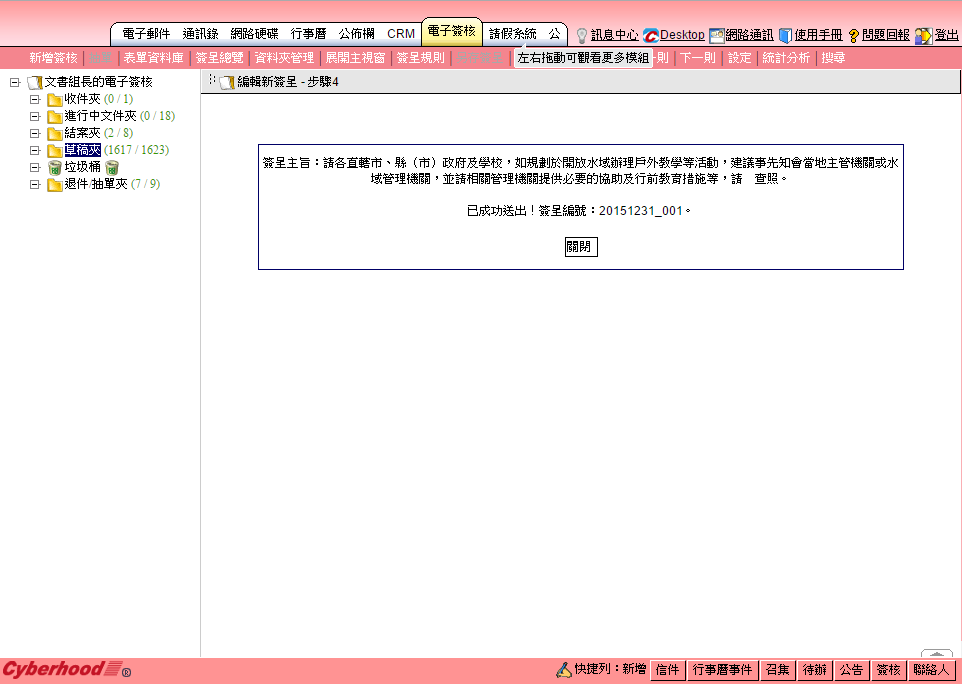 電子郵件 通訊錄 網路硬碟 行事曆 公佈欄 CRM 電子簽核 請假系統 公
訊息中心 Desktop 網路通訊 使用手冊 問題回報 登出
新增簽核 | 表單資料庫 | 簽呈總覽 | 資料夾管理 | 展開主視窗 | 簽呈規則 | 左右拖動可觀看更多模組 一則 | 下一則 | 設定 | 統計分析 | 搜尋
文書組長的電子簽核
收件夾 (0 / 1)
進行中文件夾 (0 / 18)
結案夾 (2 / 8)
草稿夾 (1617 / 1623)
垃圾桶
退件/抽單夾 (7 / 9)
編輯新簽呈 - 步驟4
簽呈主旨：請各直轄市、縣（市）政府及學校，如規劃於開放水域辦理戶外教學等活動，建議事先知會當地主管機關或水
域管理機關，並請相關管理機關提供必要的協助及行前教育措施等，請　查照。
已成功送出！簽呈編號：20151231_001。
關閉
Cyberhood ®
快捷列：新增 信件 行事曆事件 召集 待辦 公告 簽核 聯絡人